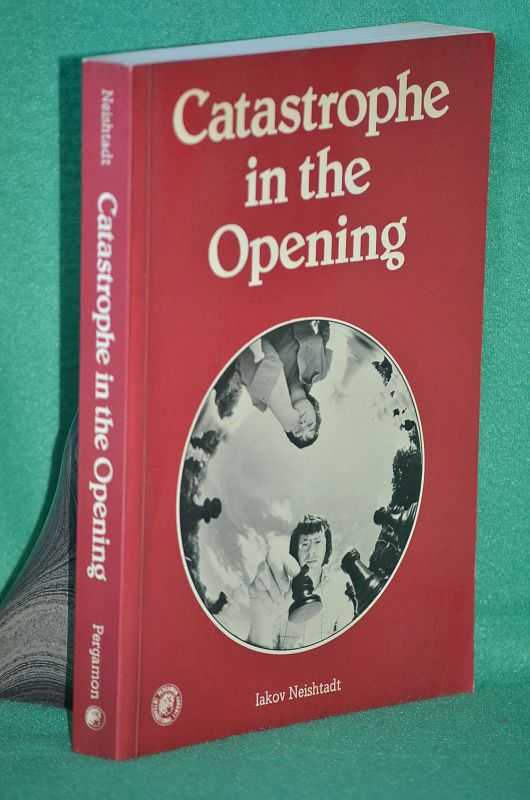 Catastrophe
in the
Opening
Iakov Neishtadt
Neishtadt
Catastrophe in the Opening
Pergamon